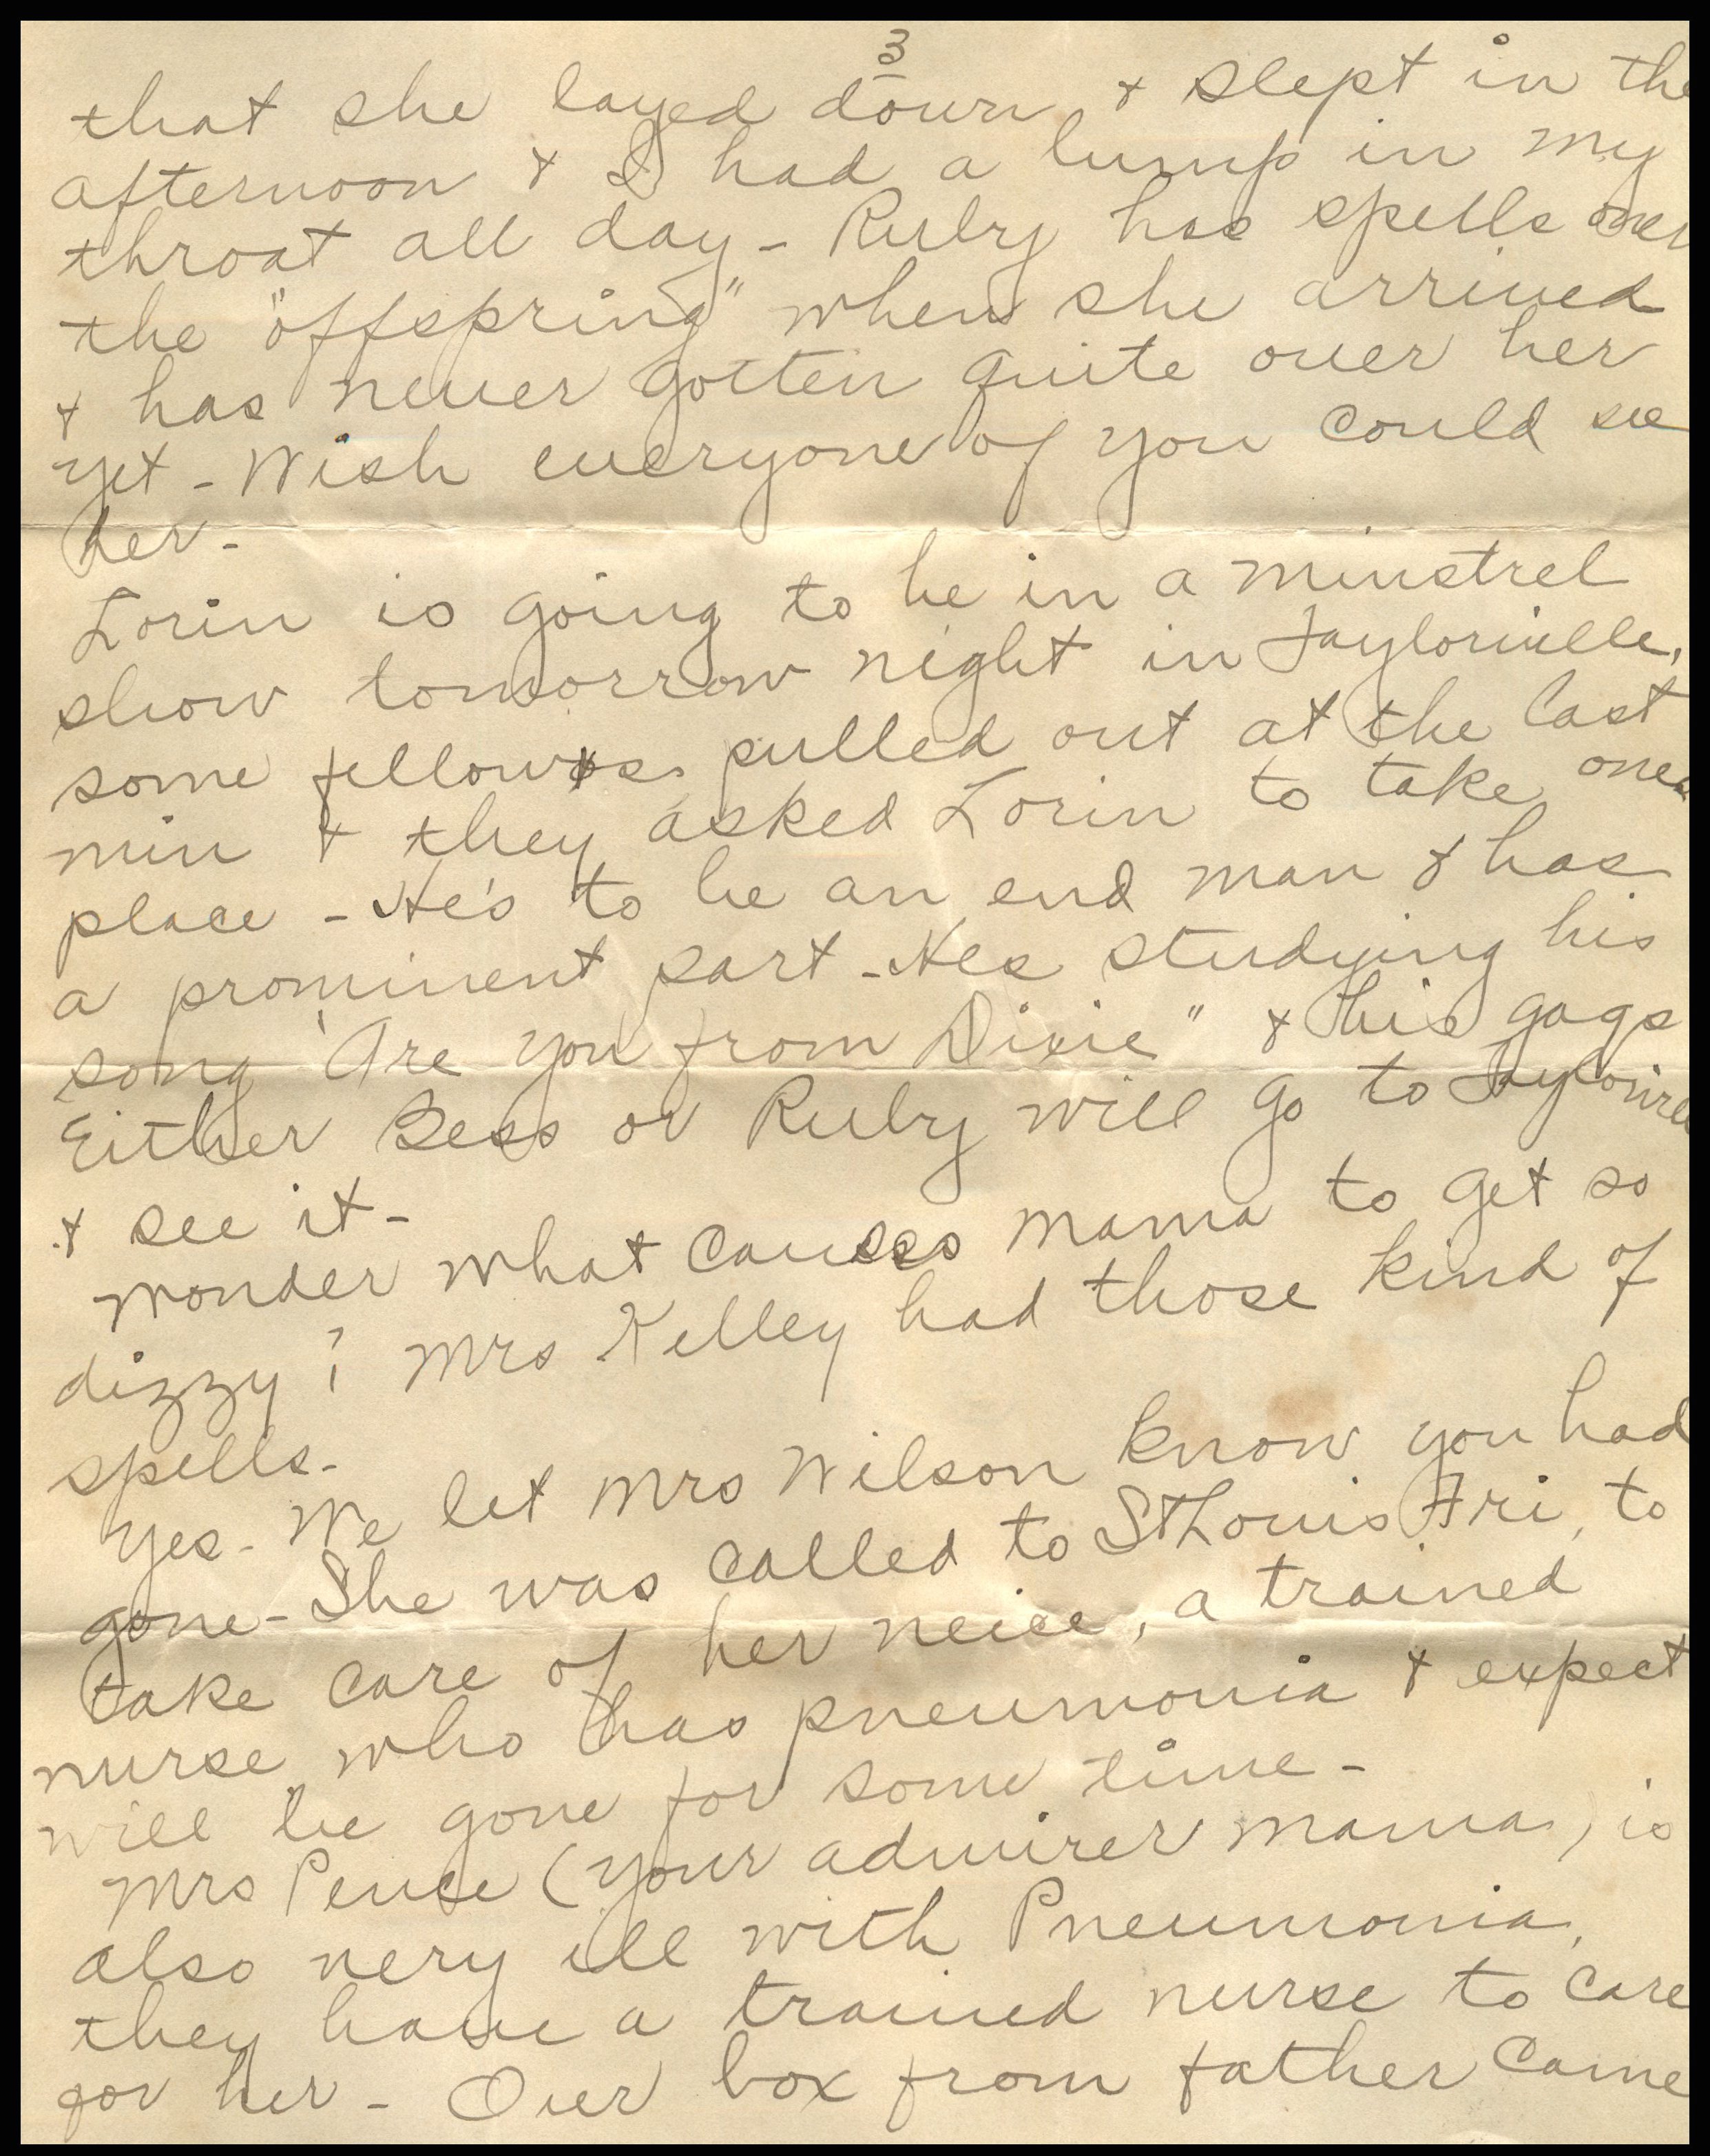 3
that she layed down & slept in the
afternoon & I had a lump in my
throat all day - Ruby has spells over
the "offspring" when she arrived
& has never gotten quite over her
yet - Wish everyone of you could see
her -
Lorin is going to be in a minstrel
show tomorrow night in Taylorville,
some fellows pulled out at the last
min & they asked Lorin to take ones
place - He's to be an end man & has
a prominent part - Hes studying his
song "Are you from Dixie" & his gags
Either Bess or Ruby will go to Taylorville
& see it -
Wonder what causes mama to get so
dizzy? Mrs Kelley had those kind of
spells -
Yes - We let Mrs Wilson know you had
gone - She was called to St Louis Fri, to
take care of her neice, a trained
nurse who has pneumonia & expect
will be gone for some time -
Mrs Pence (your admirer mama) is
also very ill with Pneumonia,
they have a trained nurse to care
for her - Our box from father came